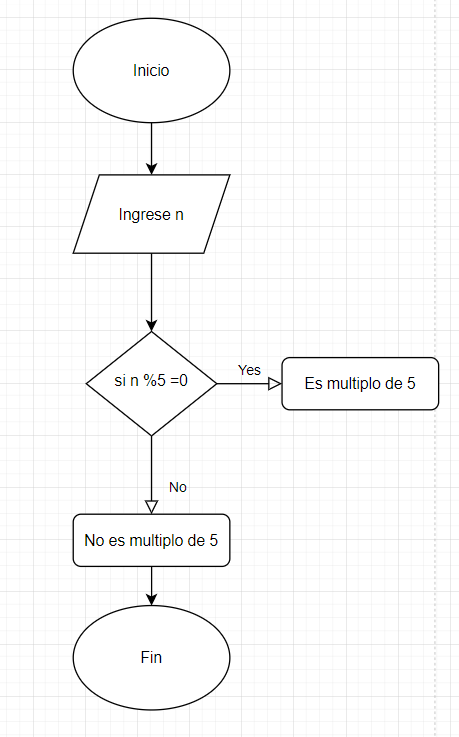 Inicio
Ingrese n
si n %5 =0
Yes
Es multiplo de 5
No
No es multiplo de 5
Fin